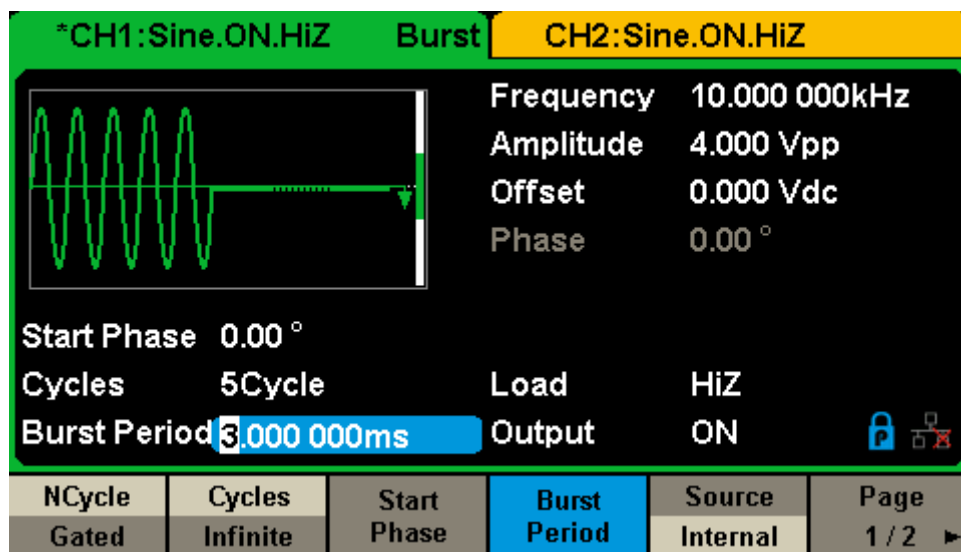 *CH1:Sine.ON.HiZ Burst CH2:Sine.ON.HiZ
Frequency 10.000 000kHz
Amplitude 4.000 Vpp
Offset 0.000 Vdc
Phase 0.00 °
Start Phase 0.00 °
Cycles 5Cycle Load HiZ
Burst Period 3.000 000ms Output ON P
NCycle Cycles Start Burst Source Page
Gated Infinite Phase Period Internal 1 / 2 ►